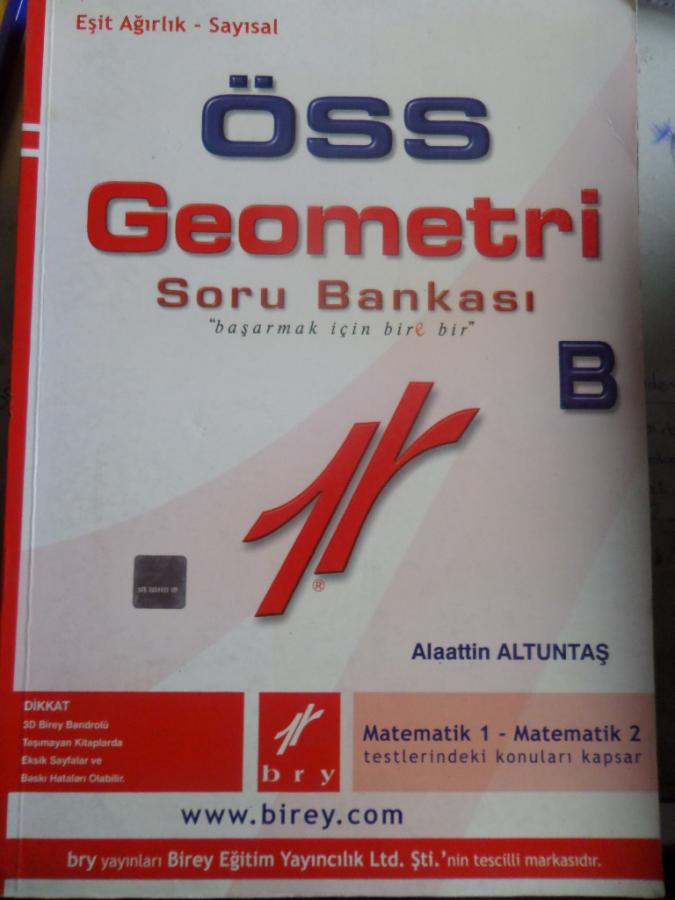 Eşit Ağırlık - Sayısal
ÖSS
Geometri
Soru Bankası
"başarmak için bire bir"
B
®
Alaattin ALTUNTAŞ
DİKKAT
3D Birey Bandrolü
Taşımayan Kitaplarda
Eksik Sayfalar ve
Baskı Hataları Olabilir.
bry
Matematik 1 - Matematik 2
testlerindeki konuları kapsar
www.birey.com
bry yayınları Birey Eğitim Yayıncılık Ltd. Şti.'nin tescilli markasıdır.